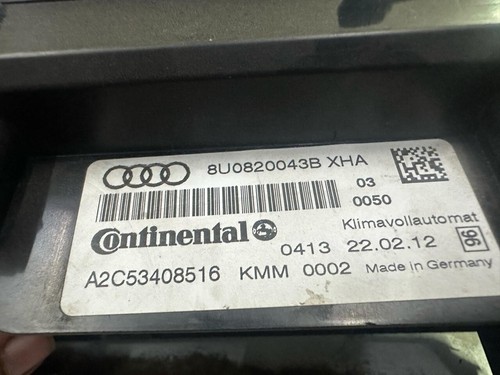 8U0820043B XHA
03
0050
Klimavollautomat
Continental
0413 22.02.12
96
A2C53408516 KMM 0002 Made in Germany